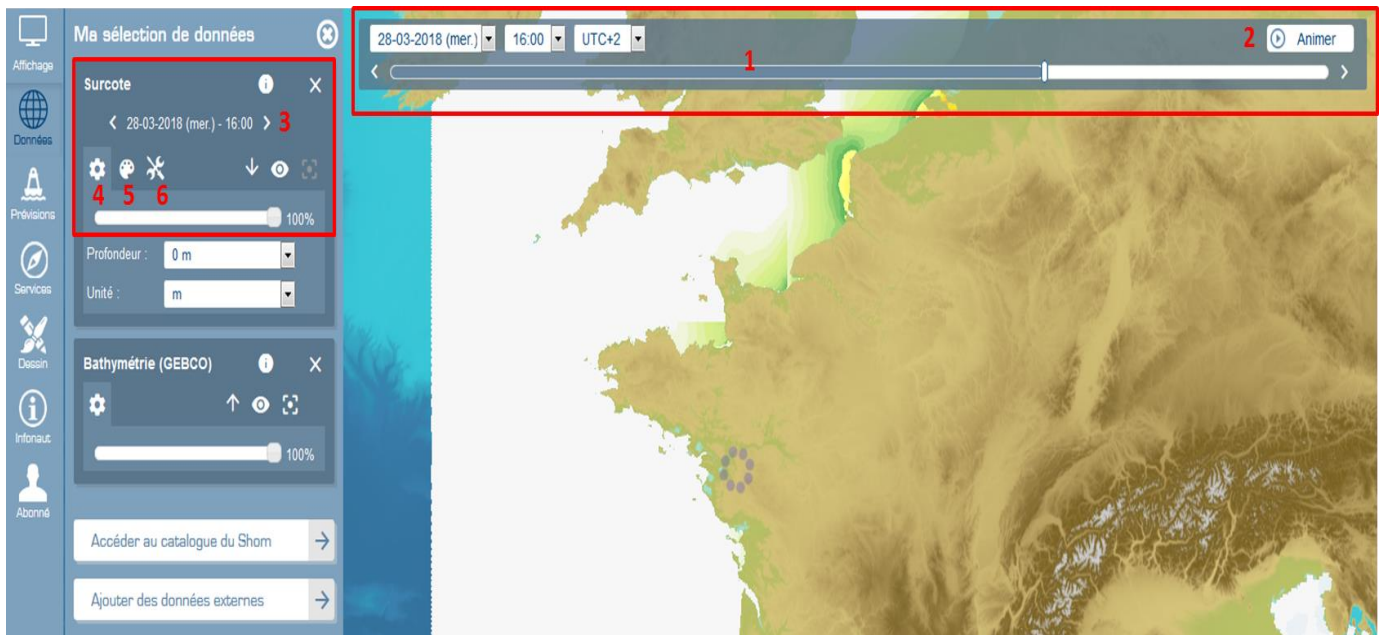 Affichage
Données
Prévisions
Services
Dessin
Infonaut
Abonné
Ma sélection de données
Surcote
28-03-2018 (mer.) - 16:00 3
4 5 6
100%
Profondeur : 0 m
Unité : m
Bathymétrie (GEBCO)
100%
Accéder au catalogue du Shom
Ajouter des données externes
28-03-2018 (mer.) 16:00 UTC+2 2 Animer
1